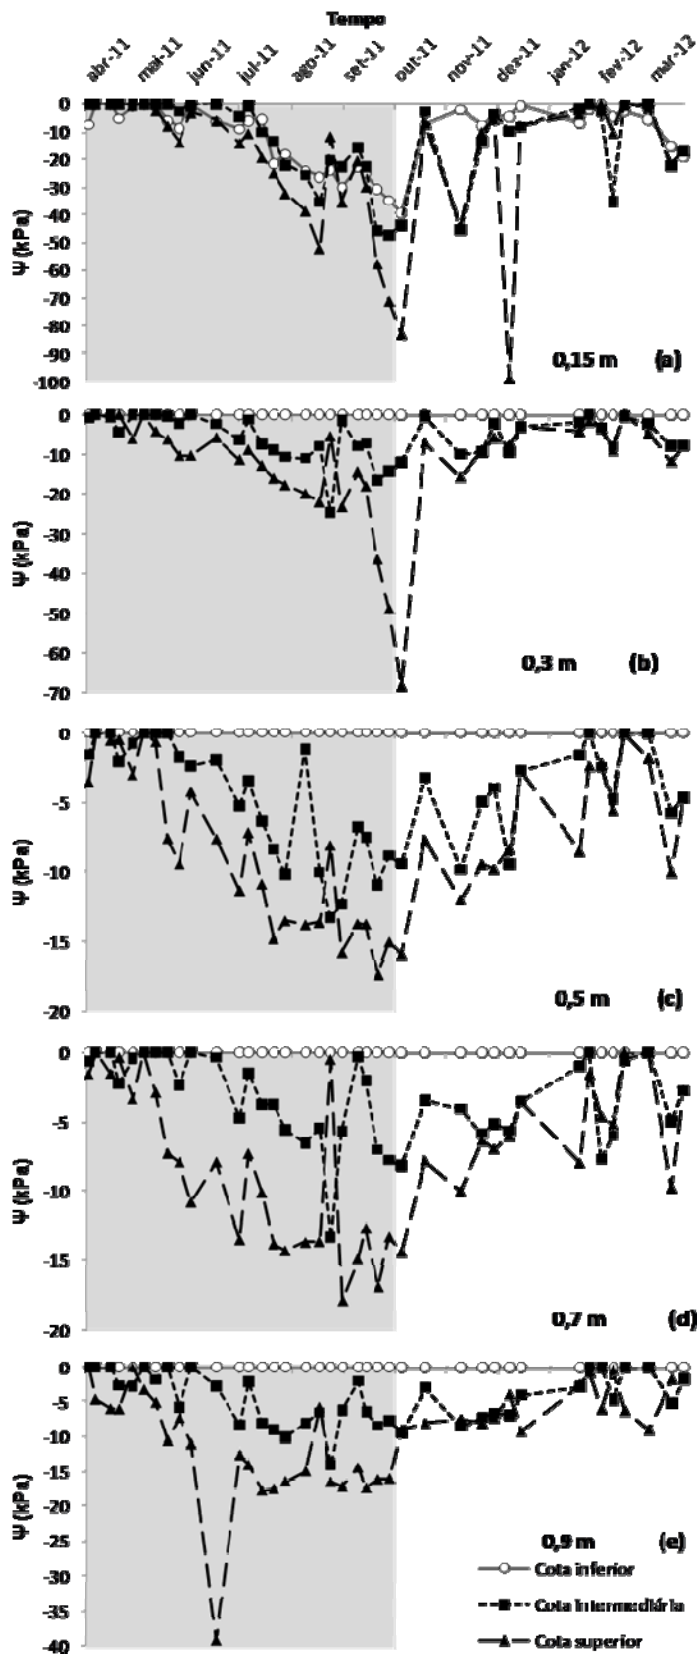 Tempo
abr-11 mai-11 jun-11 jul-11 ago-11 set-11 out-11 nov-11 dez-11 jan-12 fev-12 mar-12
0
-10
-20
-30
-40
-50
-60
-70
-80
-90
-100
Ψ (kPa)
0,15 m (a)
0
-10
-20
-30
-40
-50
-60
-70
Ψ (kPa)
0,3 m (b)
0
-5
-10
-15
-20
Ψ (kPa)
0,5 m (c)
0
-5
-10
-15
-20
Ψ (kPa)
0,7 m (d)
0
-5
-10
-15
-20
-25
-30
-35
-40
Ψ (kPa)
0,9 m (e)
Cota inferior
Cota intermediária
Cota superior